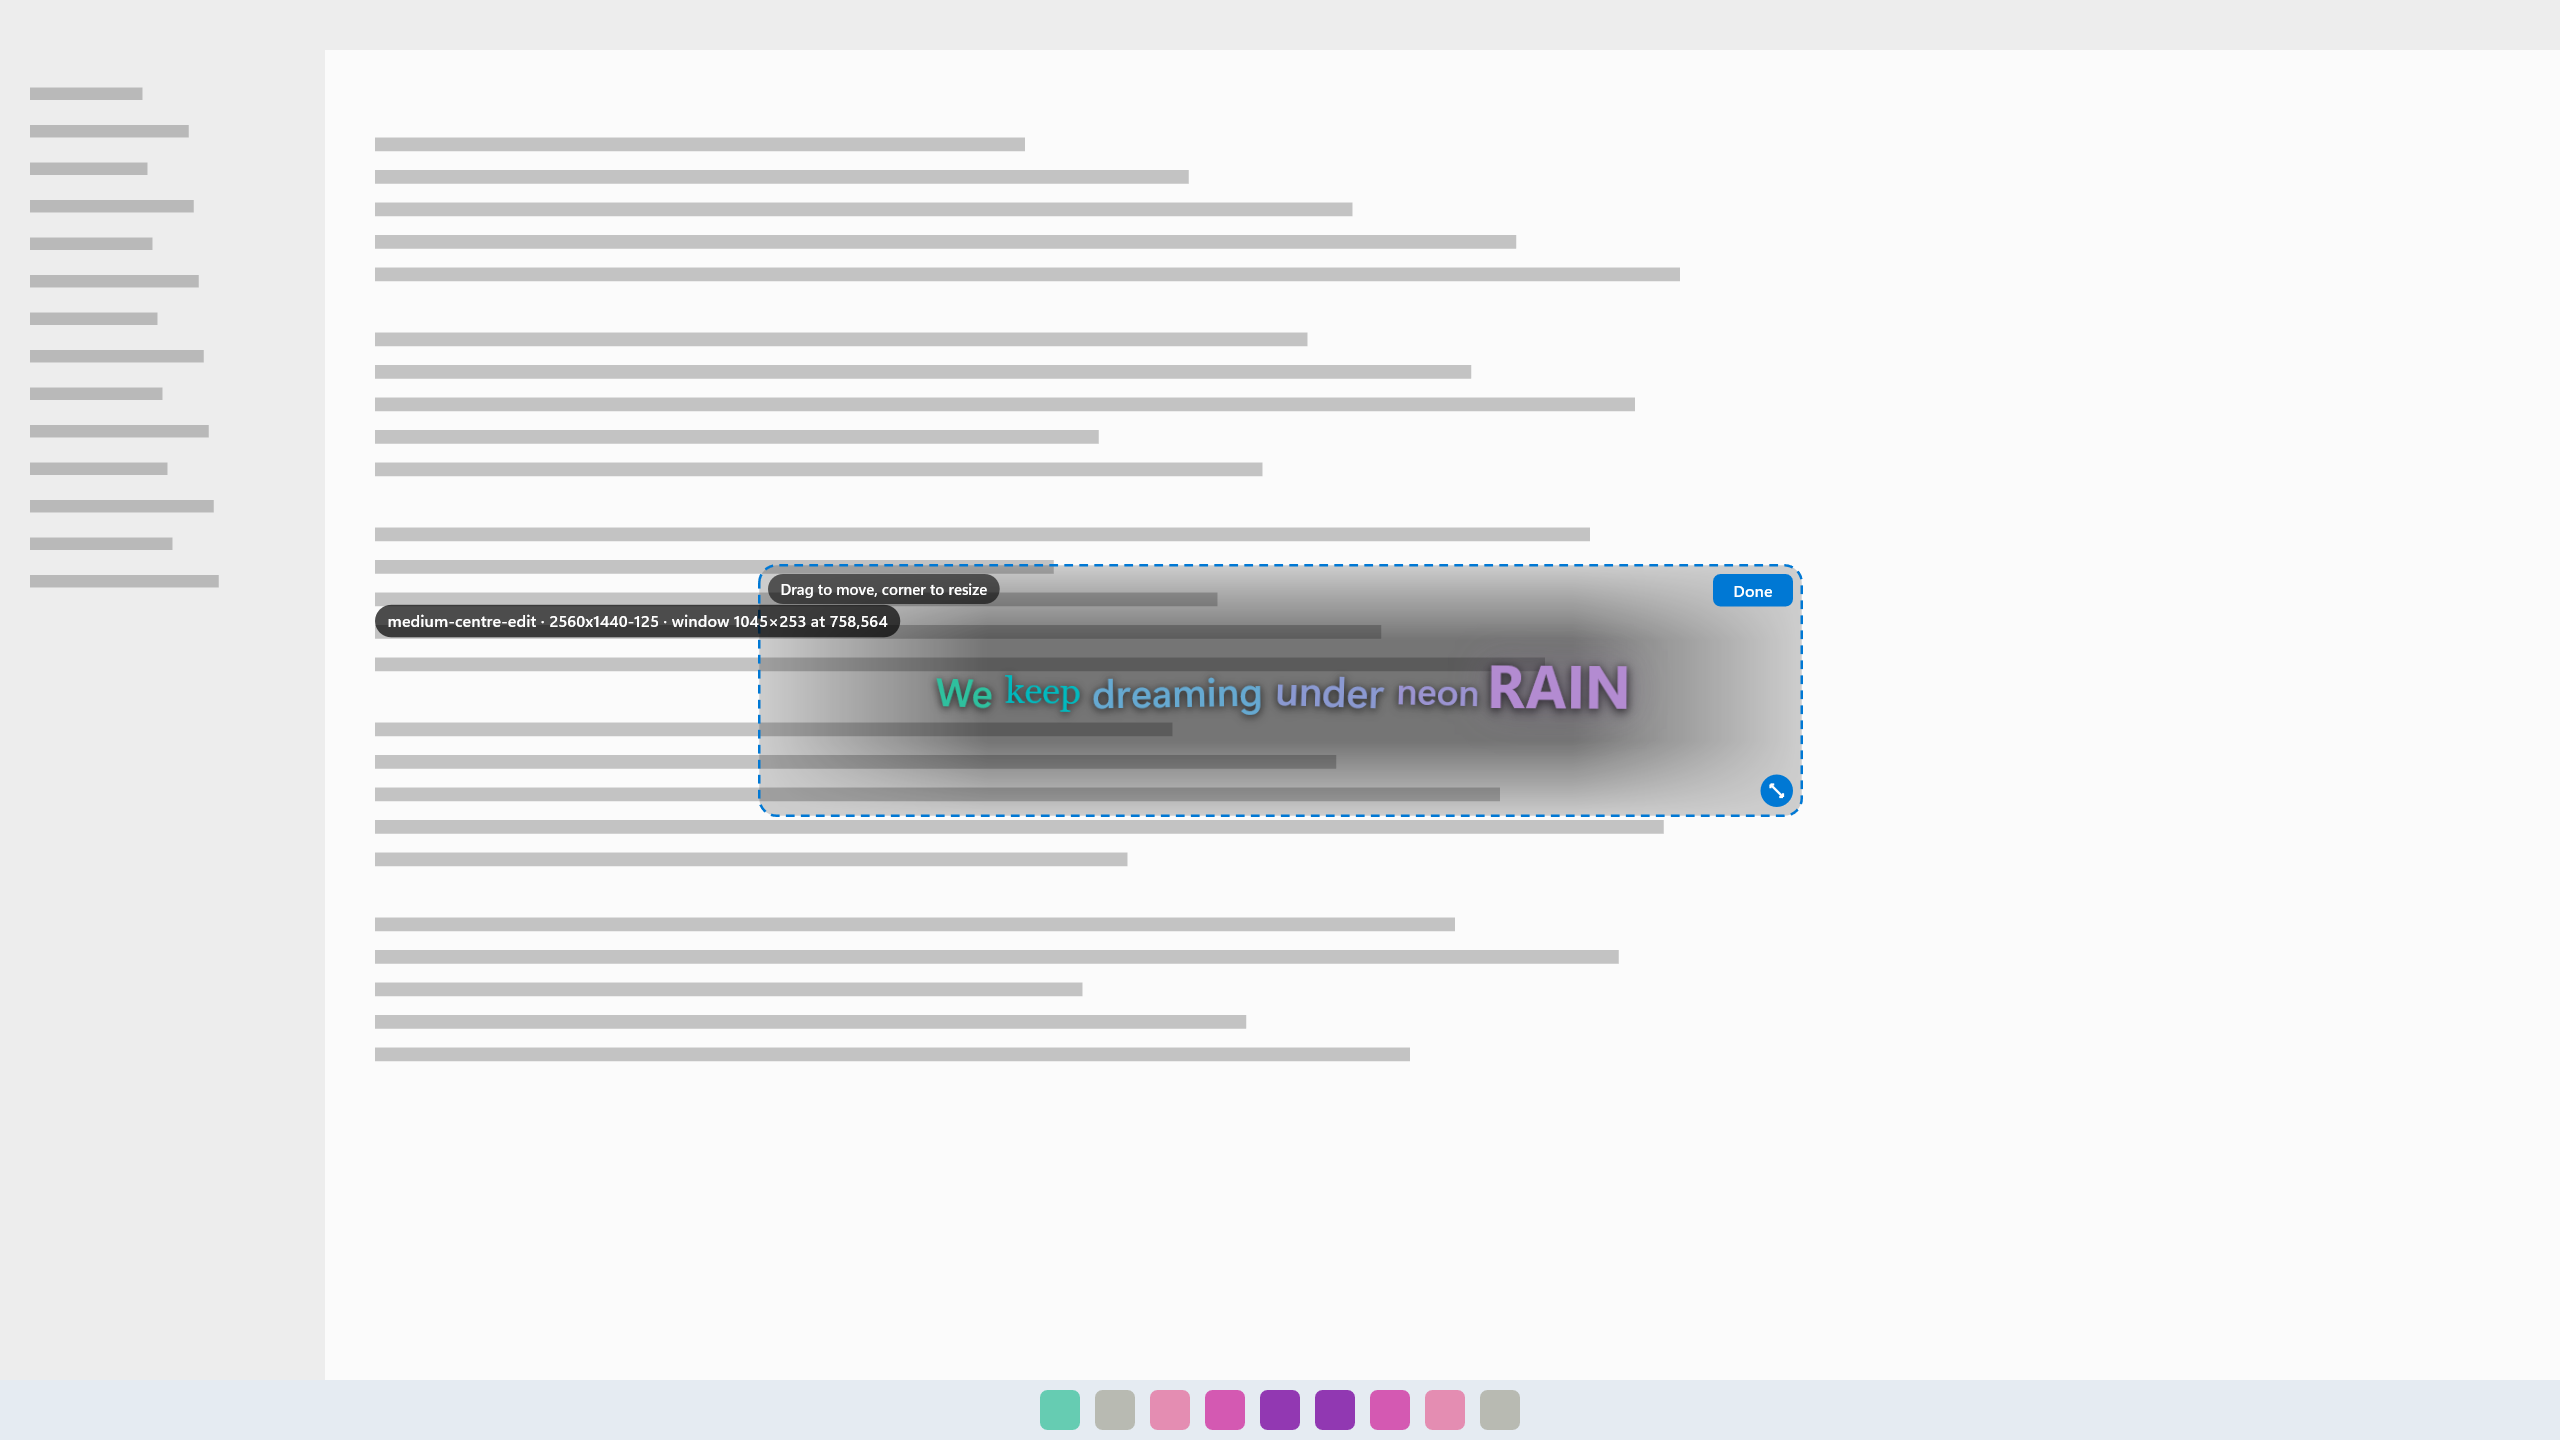 Drag to move, corner to resize
Done
medium-centre-edit · 2560x1440-125 · window 1045×253 at 758,564
We keep dreaming under neon RAIN